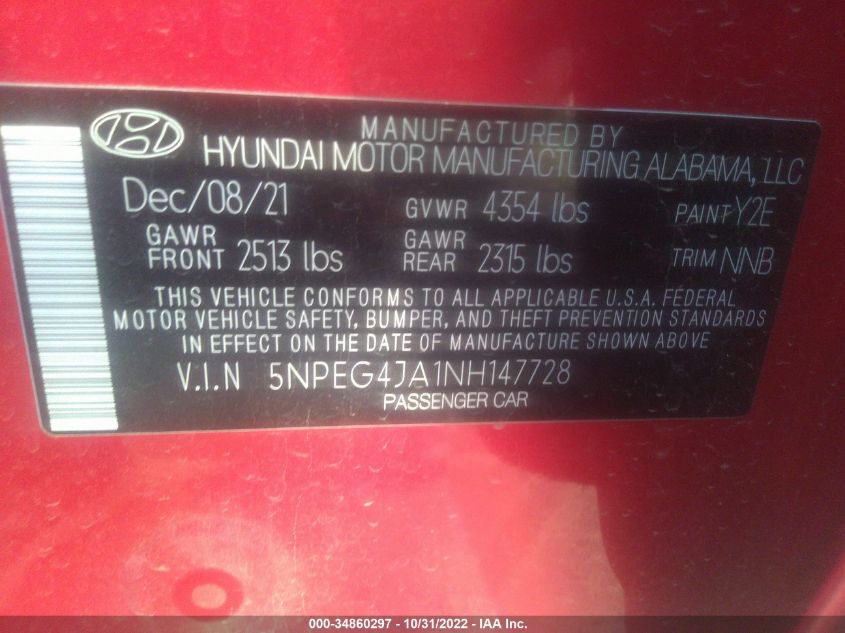 MANUFACTURED BY
HYUNDAI MOTOR MANUFACTURING ALABAMA, LLC
Dec/08/21 GVWR 4354 lbs PAINT Y2E
GAWR FRONT 2513 lbs GAWR REAR 2315 lbs TRIM NNB
THIS VEHICLE CONFORMS TO ALL APPLICABLE U.S.A. FEDERAL
MOTOR VEHICLE SAFETY, BUMPER, AND THEFT PREVENTION STANDARDS
IN EFFECT ON THE DATE OF MANUFACTURE SHOWN ABOVE
V.I.N 5NPEG4JA1NH147728
PASSENGER CAR
000-34860297 - 10/31/2022 - IAA Inc.